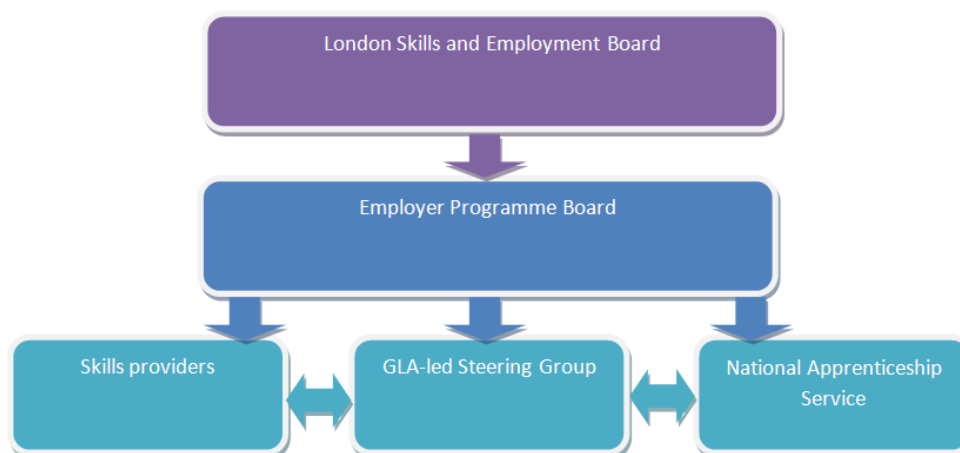 London Skills and Employment Board
Employer Programme Board
Skills providers
GLA-led Steering Group
National Apprenticeship
Service